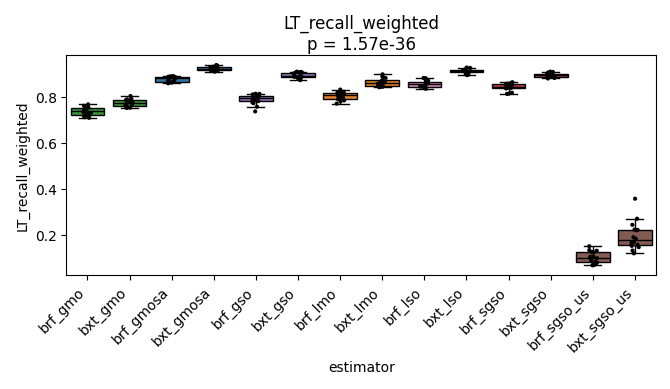 LT_recall_weighted
p = 1.57e-36
LT_recall_weighted
0.8
0.6
0.4
0.2
brf_gmo
bxt_gmo
brf_gmosa
bxt_gmosa
brf_gso
bxt_gso
brf_lmo
bxt_lmo
brf_lso
bxt_lso
brf_sgso
bxt_sgso
brf_sgso_us
bxt_sgso_us
estimator